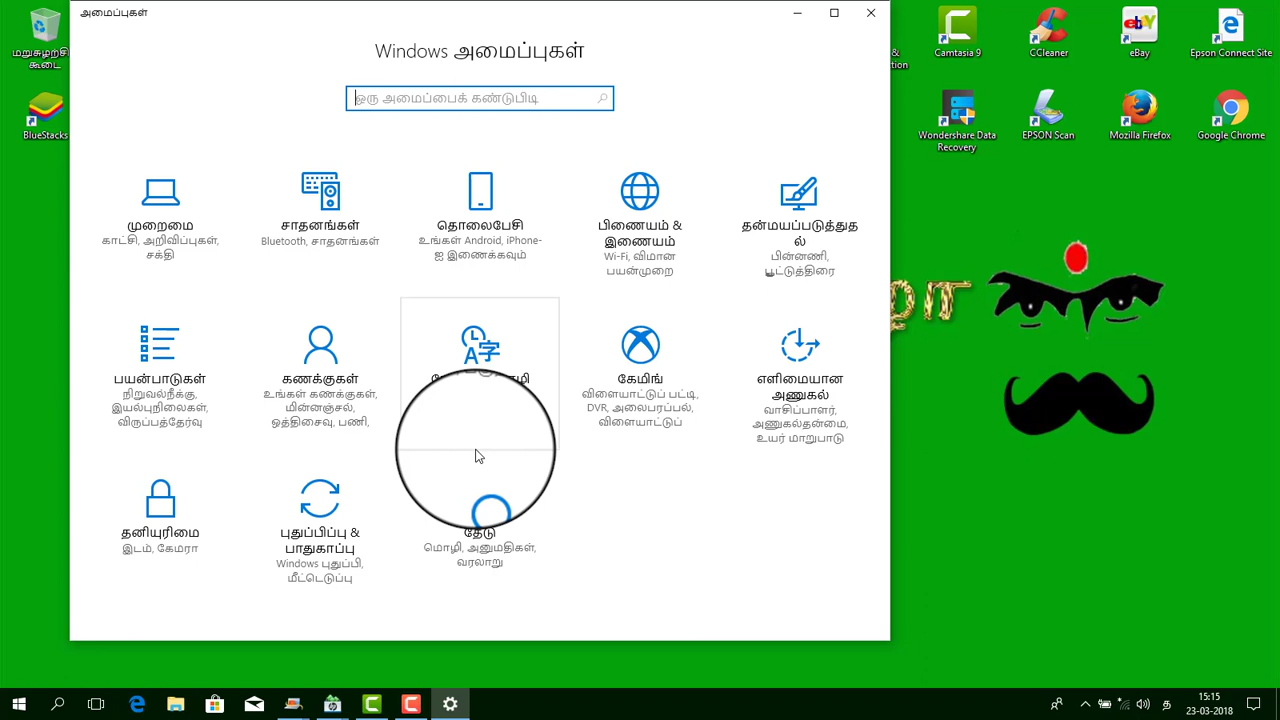 அமைப்புகள்
Windows அமைப்புகள்
ஒரு அமைப்பைக் கண்டுபிடி
முறைமை
காட்சி, அறிவிப்புகள்,
சக்தி
சாதனங்கள்
Bluetooth, சாதனங்கள்
தொலைபேசி
உங்கள் Android, iPhone-
ஐ இணைக்கவும்
பிணையம் &
இணையம்
Wi-Fi, விமான
பயன்முறை
தன்மயப்படுத்துத
ல்
பின்னணி,
பூட்டுத்திரை
பயன்பாடுகள்
நிறுவல்நீக்கு,
இயல்புநிலைகள்,
விருப்பத்தேர்வு
கணக்குகள்
உங்கள் கணக்குகள்,
மின்னஞ்சல்,
ஒத்திசைவு, பணி,
கேமிங்
விளையாட்டுப் பட்டி,
DVR, அலைபரப்பல்,
விளையாட்டுப்
எளிமையான
அணுகல்
வாசிப்பாளர்,
அணுகல்தன்மை,
உயர் மாறுபாடு
தனியுரிமை
இடம், கேமரா
புதுப்பிப்பு &
பாதுகாப்பு
Windows புதுப்பி,
மீட்டெடுப்பு
தேடு
மொழி, அனுமதிகள்,
வரலாறு
மறுசுழற்சி
கூடை
BlueStacks
&
Camtasia 9
CCleaner
eBay
Epson Connect Site
Wondershare Data
Recovery
EPSON Scan
Mozilla Firefox
Google Chrome
15:15
23-03-2018